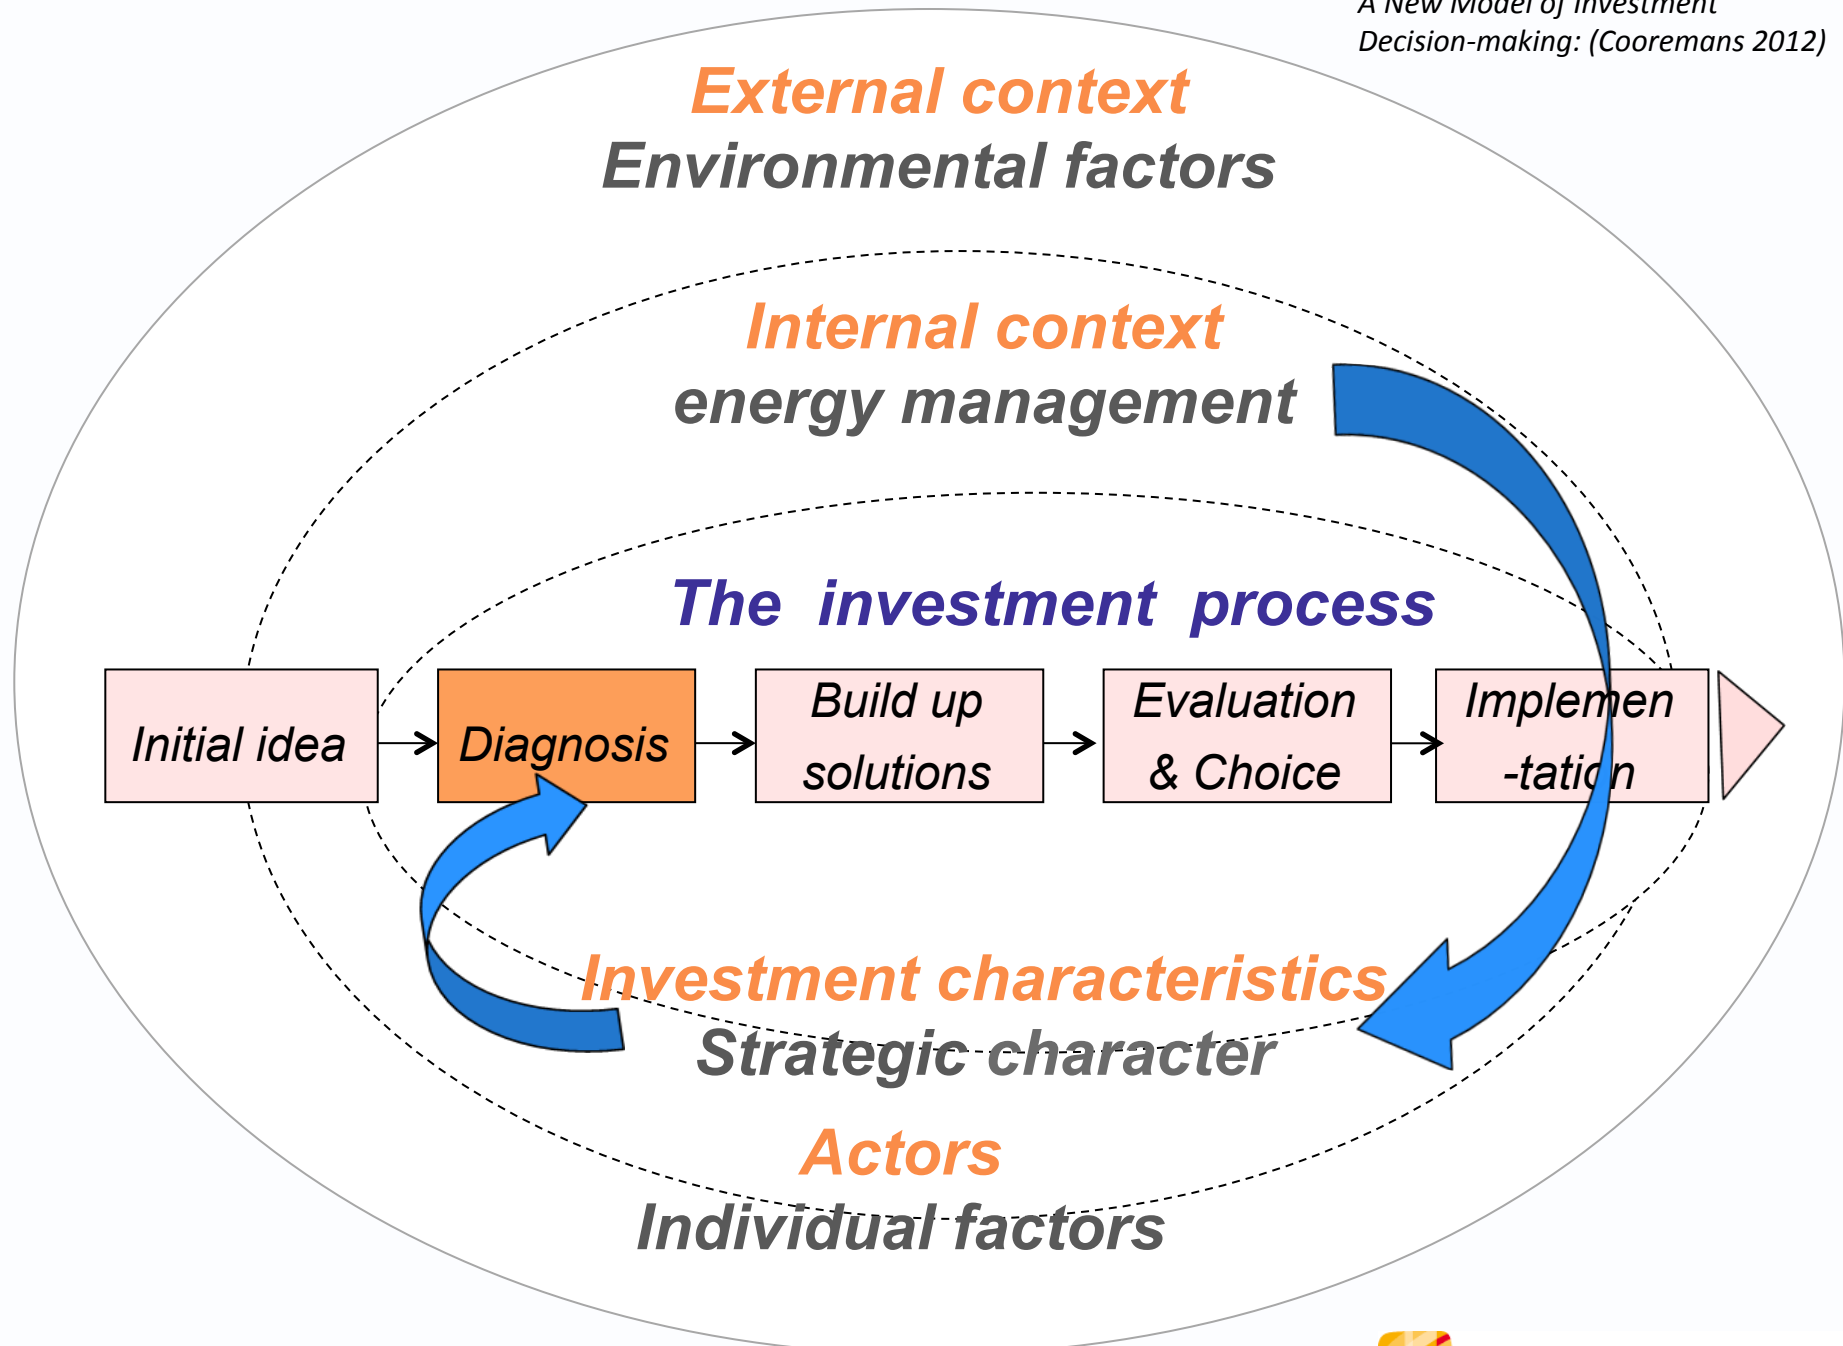 A New Model of Investment
Decision-making: (Cooremans 2012)
External context
Environmental factors
Internal context
energy management
The investment process
Initial idea
Diagnosis
Build up
solutions
Evaluation
& Choice
Implemen
-tation
Investment characteristics
Strategic character
Actors
Individual factors